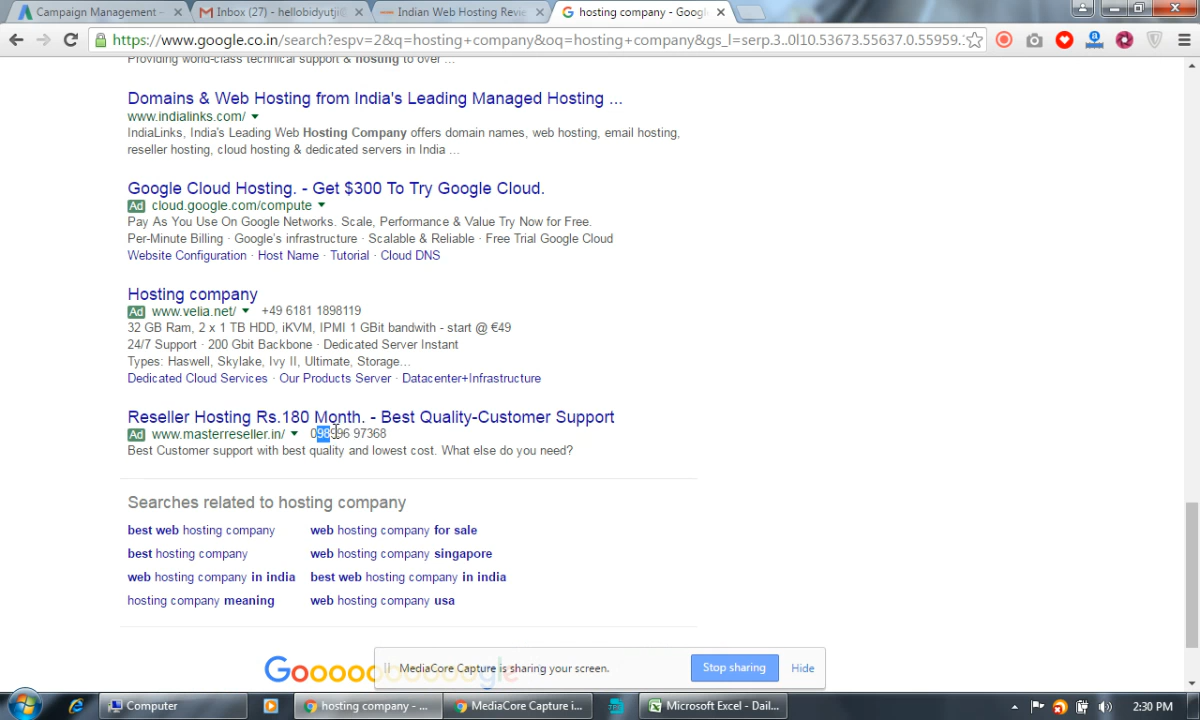 Campaign Management -
Inbox (27) - hellobidyutji@
Indian Web Hosting Revie
hosting company - Googl
https://www.google.co.in/search?espv=2&q=hosting+company&oq=hosting+company&gs_l=serp.3..0l10.53673.55637.0.55959.
Providing world-class technical support & hosting to over ...
Domains & Web Hosting from India's Leading Managed Hosting ...
www.indialinks.com/
IndiaLinks, India's Leading Web Hosting Company offers domain names, web hosting, email hosting,
reseller hosting, cloud hosting & dedicated servers in India ...
Google Cloud Hosting. - Get $300 To Try Google Cloud.
Ad cloud.google.com/compute
Pay As You Use On Google Networks. Scale, Performance & Value Try Now for Free.
Per-Minute Billing · Google's infrastructure · Scalable & Reliable · Free Trial Google Cloud
Website Configuration · Host Name · Tutorial · Cloud DNS
Hosting company
Ad www.velia.net/ +49 6181 1898119
32 GB Ram, 2 x 1 TB HDD, iKVM, IPMI 1 GBit bandwith - start @ €49
24/7 Support · 200 Gbit Backbone · Dedicated Server Instant
Types: Haswell, Skylake, Ivy II, Ultimate, Storage...
Dedicated Cloud Services · Our Products Server · Datacenter+Infrastructure
Reseller Hosting Rs.180 Month. - Best Quality-Customer Support
Ad www.masterreseller.in/ 098996 97368
Best Customer support with best quality and lowest cost. What else do you need?
Searches related to hosting company
best web hosting company
web hosting company for sale
best hosting company
web hosting company singapore
web hosting company in india
best web hosting company in india
hosting company meaning
web hosting company usa
MediaCore Capture is sharing your screen.
Stop sharing
Hide
Computer
hosting company - ...
MediaCore Capture i...
Microsoft Excel - Dail...
2:30 PM